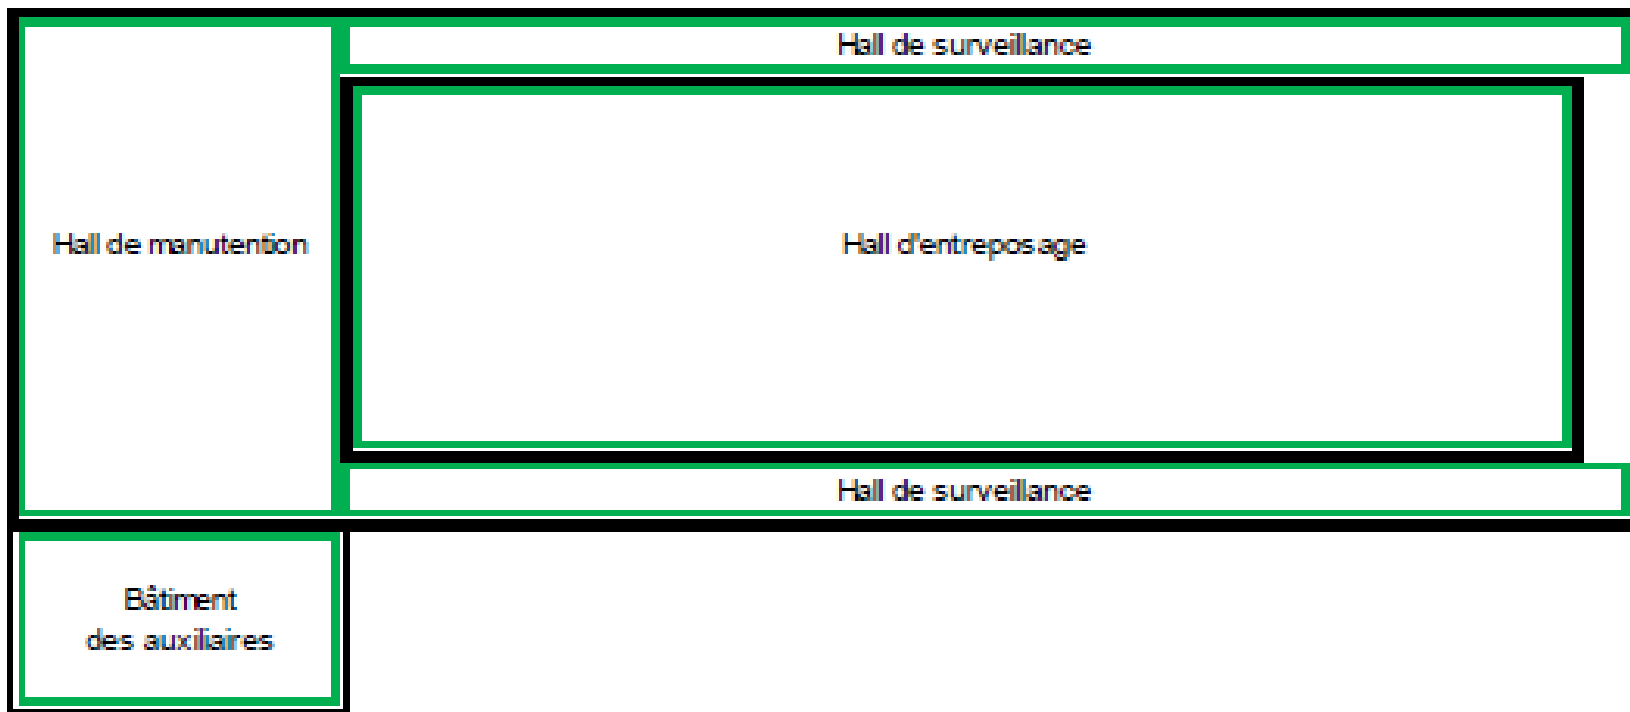 Hall de surveillance
Hall de manutention
Hall d'entreposage
Hall de surveillance
Bâtiment
des auxiliaires